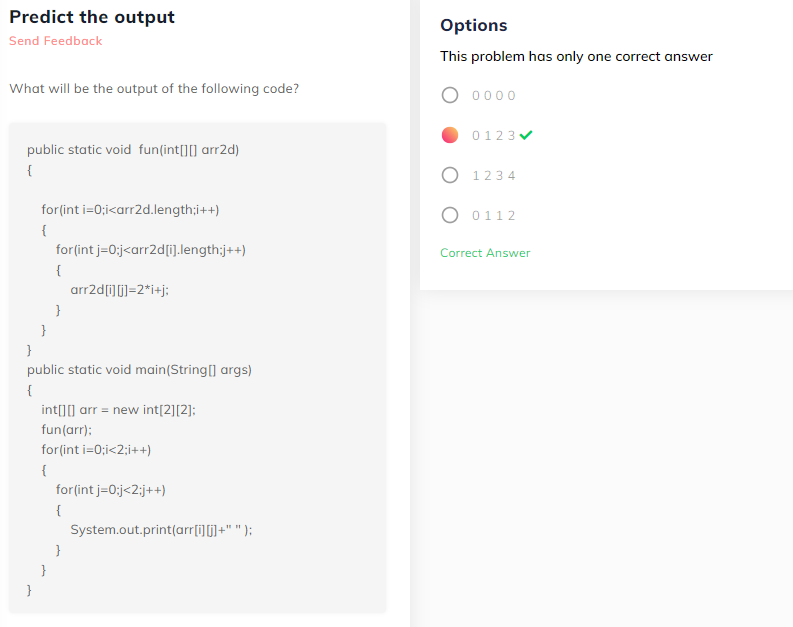 Predict the output
Send Feedback
What will be the output of the following code?
public static void  fun(int[][] arr2d)
{
for(int i=0;i<arr2d.length;i++)
{
for(int j=0;j<arr2d[i].length;j++)
{
arr2d[i][j]=2*i+j;
}
}
}
public static void main(String[] args)
{
int[][] arr = new int[2][2];
fun(arr);
for(int i=0;i<2;i++)
{
for(int j=0;j<2;j++)
{
System.out.print(arr[i][j]+" " );
}
}
}
Options
This problem has only one correct answer
0 0 0 0
0 1 2 3
1 2 3 4
0 1 1 2
Correct Answer